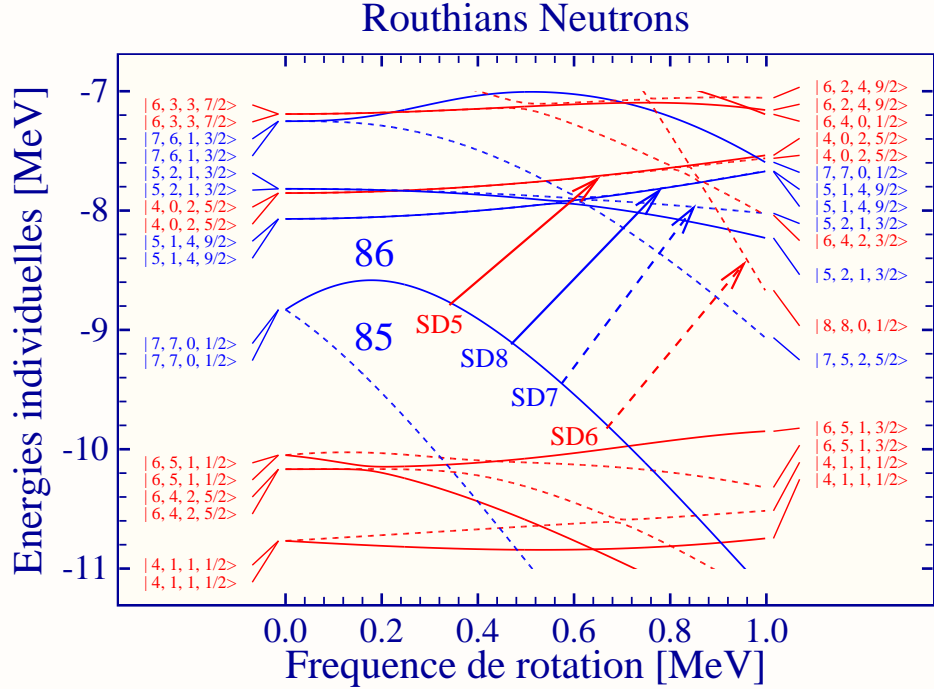 Routhians Neutrons
Energies individuelles [MeV]
-7
-8
-9
-10
-11
| 6, 3, 3, 7/2>
| 6, 3, 3, 7/2>
| 7, 6, 1, 3/2>
| 7, 6, 1, 3/2>
| 5, 2, 1, 3/2>
| 5, 2, 1, 3/2>
| 4, 0, 2, 5/2>
| 4, 0, 2, 5/2>
| 5, 1, 4, 9/2>
| 5, 1, 4, 9/2>
| 7, 7, 0, 1/2>
| 7, 7, 0, 1/2>
| 6, 5, 1, 1/2>
| 6, 5, 1, 1/2>
| 6, 4, 2, 5/2>
| 6, 4, 2, 5/2>
| 4, 1, 1, 1/2>
| 4, 1, 1, 1/2>
86
85
SD5
SD8
SD7
SD6
| 6, 2, 4, 9/2>
| 6, 2, 4, 9/2>
| 6, 4, 0, 1/2>
| 4, 0, 2, 5/2>
| 4, 0, 2, 5/2>
| 7, 7, 0, 1/2>
| 5, 1, 4, 9/2>
| 5, 1, 4, 9/2>
| 5, 2, 1, 3/2>
| 6, 4, 2, 3/2>
| 5, 2, 1, 3/2>
| 8, 8, 0, 1/2>
| 7, 5, 2, 5/2>
| 6, 5, 1, 3/2>
| 6, 5, 1, 3/2>
| 4, 1, 1, 1/2>
| 4, 1, 1, 1/2>
0.0 0.2 0.4 0.6 0.8 1.0
Frequence de rotation [MeV]